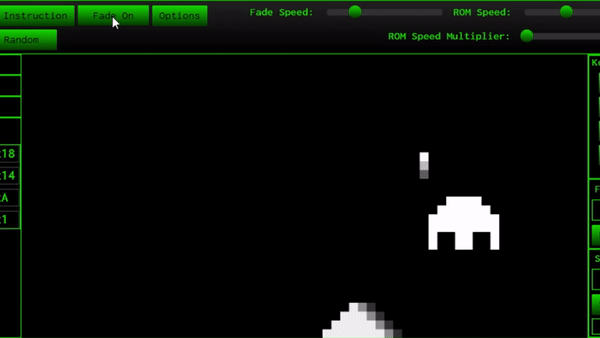 Instruction
Fade On
Options
Fade Speed:
ROM Speed:
Random
ROM Speed Multiplier:
18
14
A
1